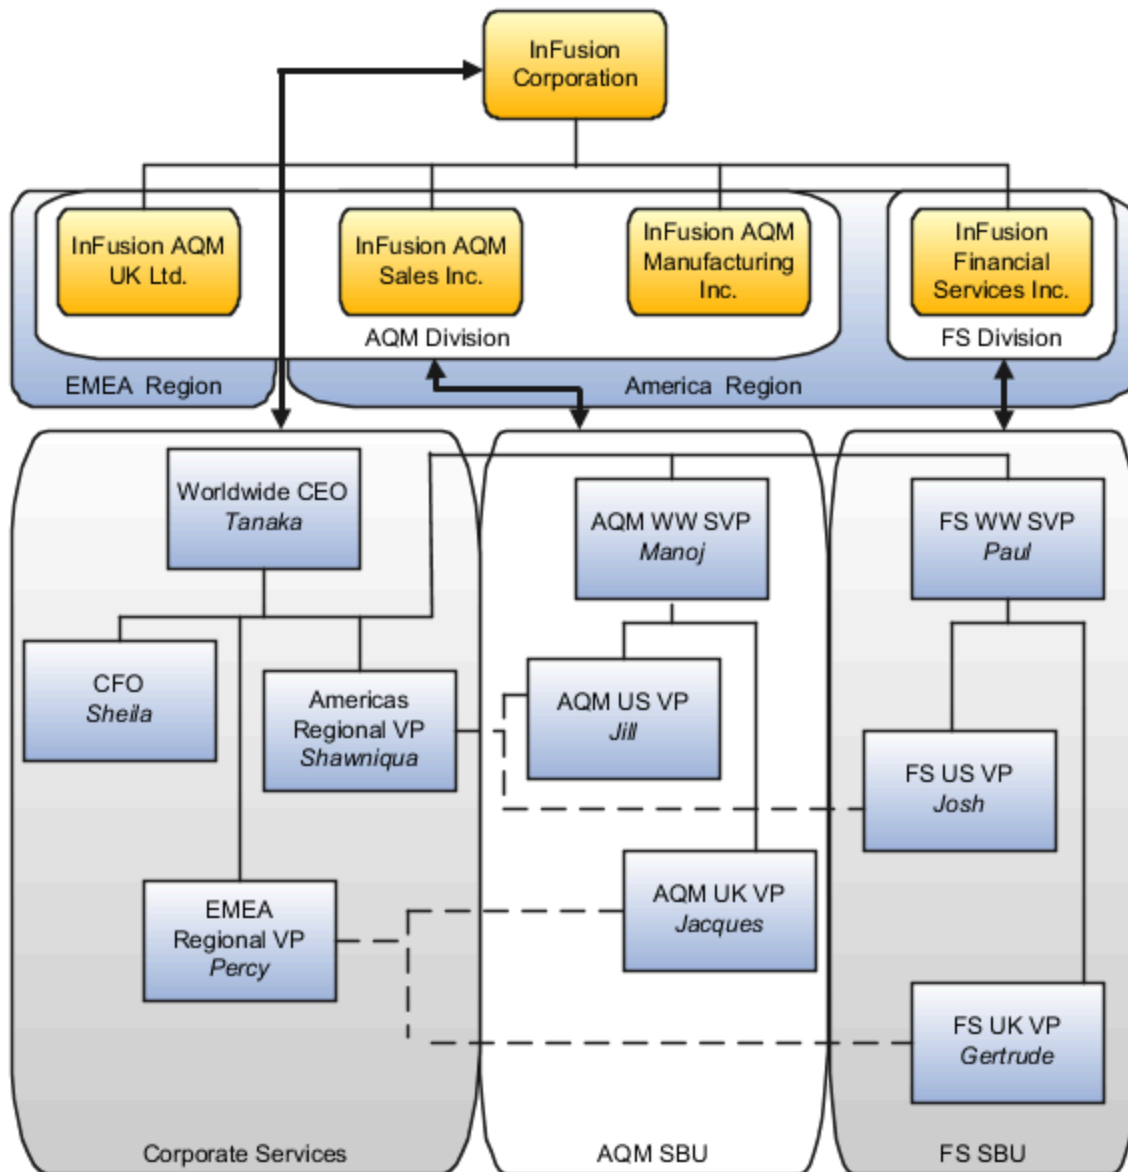 InFusion
Corporation
InFusion AQM
UK Ltd.
InFusion AQM
Sales Inc.
InFusion AQM
Manufacturing
Inc.
InFusion
Financial
Services Inc.
AQM Division
FS Division
EMEA Region
America Region
Worldwide CEO
Tanaka
AQM WW SVP
Manoj
FS WW SVP
Paul
CFO
Sheila
Americas
Regional VP
Shawniqua
AQM US VP
Jill
FS US VP
Josh
EMEA
Regional VP
Percy
AQM UK VP
Jacques
FS UK VP
Gertrude
Corporate Services
AQM SBU
FS SBU